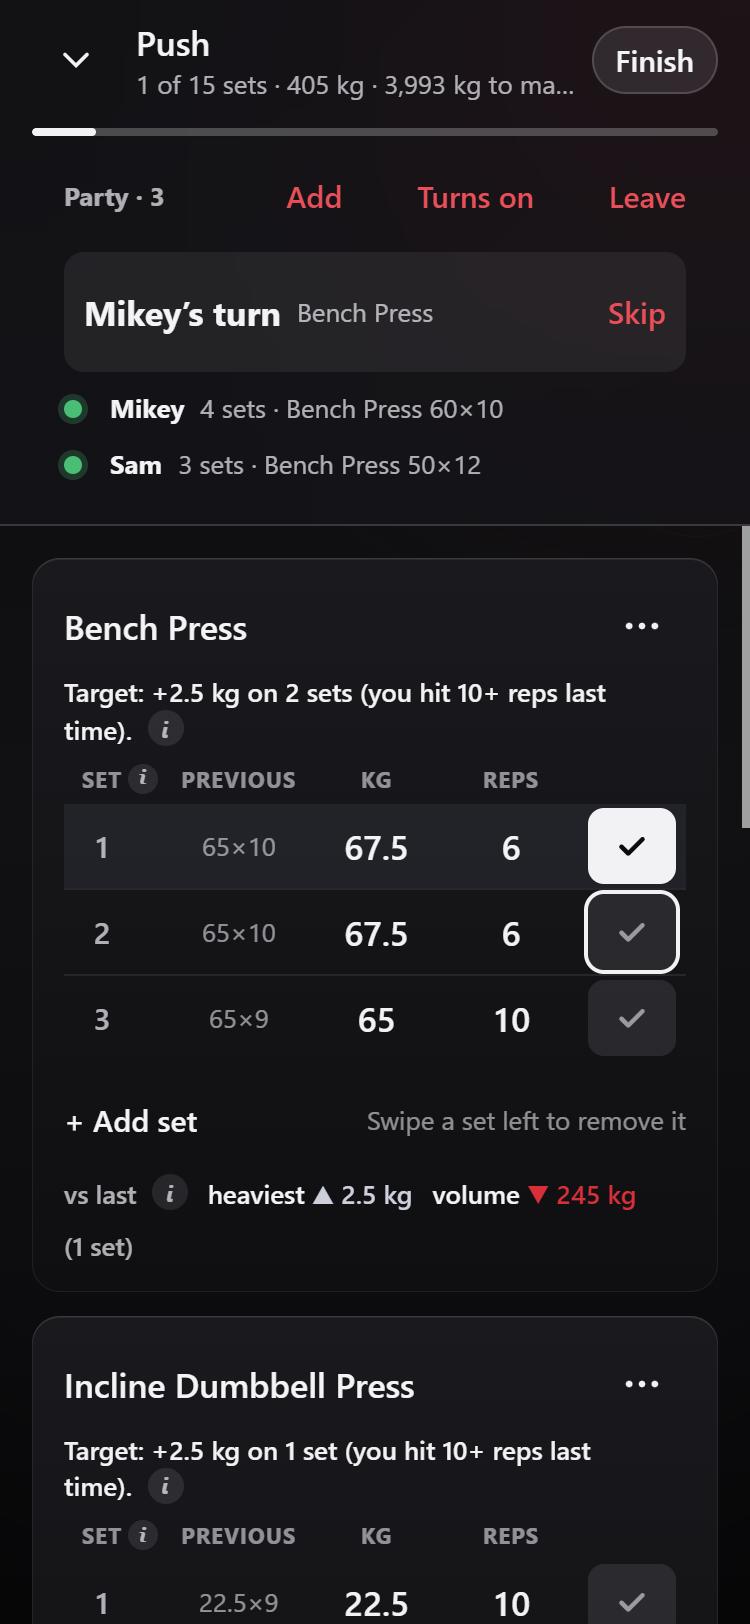 Push
1 of 15 sets · 405 kg · 3,993 kg to ma...
Finish
Party · 3 Add Turns on Leave
Mikey’s turn Bench Press Skip
Mikey 4 sets · Bench Press 60×10
Sam 3 sets · Bench Press 50×12
Bench Press
Target: +2.5 kg on 2 sets (you hit 10+ reps last
time). i
SET i PREVIOUS KG REPS
1 65×10 67.5 6
2 65×10 67.5 6
3 65×9 65 10
+ Add set Swipe a set left to remove it
vs last i heaviest ▲ 2.5 kg volume ▼ 245 kg
(1 set)
Incline Dumbbell Press
Target: +2.5 kg on 1 set (you hit 10+ reps last
time). i
SET i PREVIOUS KG REPS
1 22.5×9 22.5 10